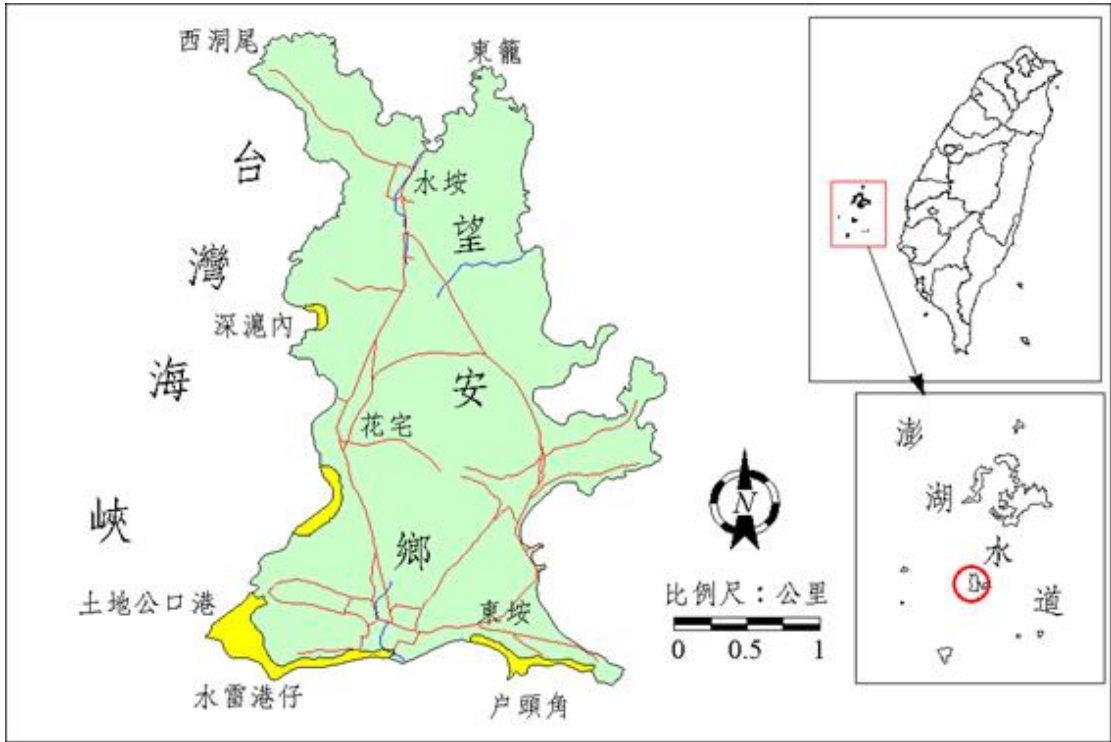 西洞尾
東籠
台灣海峽
水垵
望安鄉
深滬內
花宅
土地公口港
東垵
水雷港仔
户頭角
N
比例尺：公里
0 0.5 1
澎湖水道